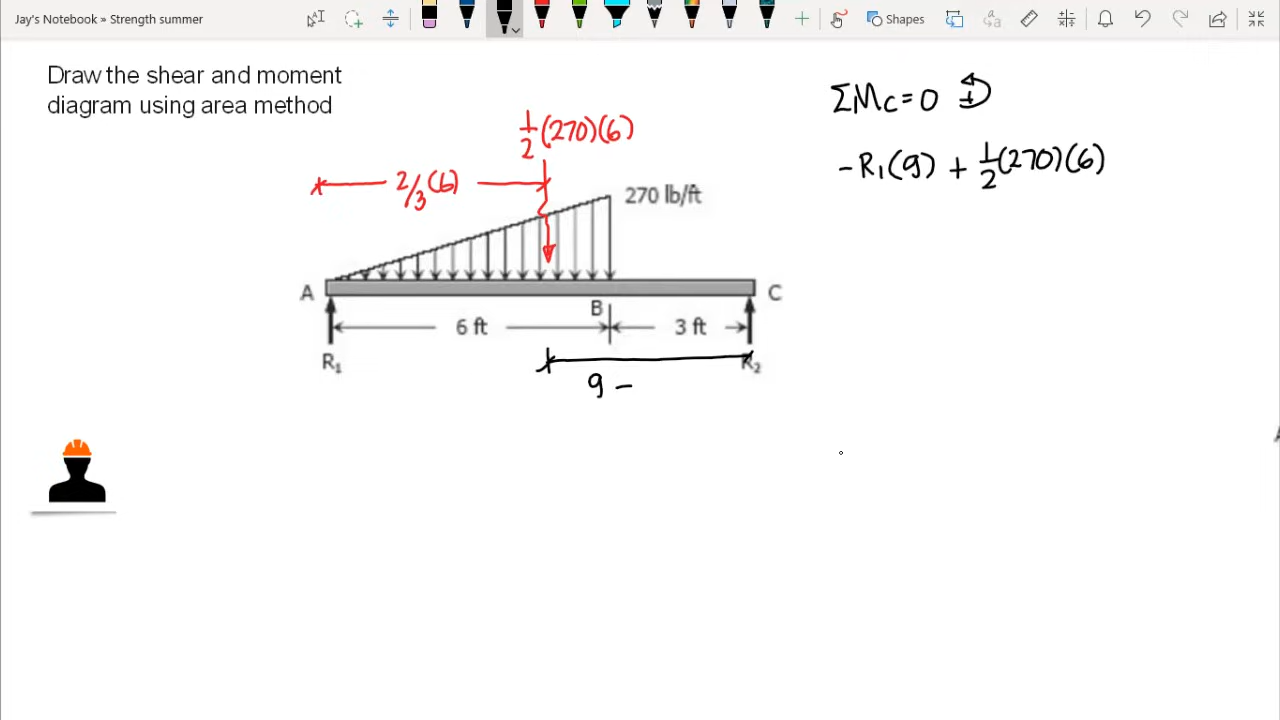 Jay's Notebook » Strength summer
Shapes
Draw the shear and moment
diagram using area method
½(270)(6)
2/3(6)
270 lb/ft
A
B
C
6 ft
3 ft
R₁
R₂
9 -
ΣMc=0
-R₁(9) + ½(270)(6)